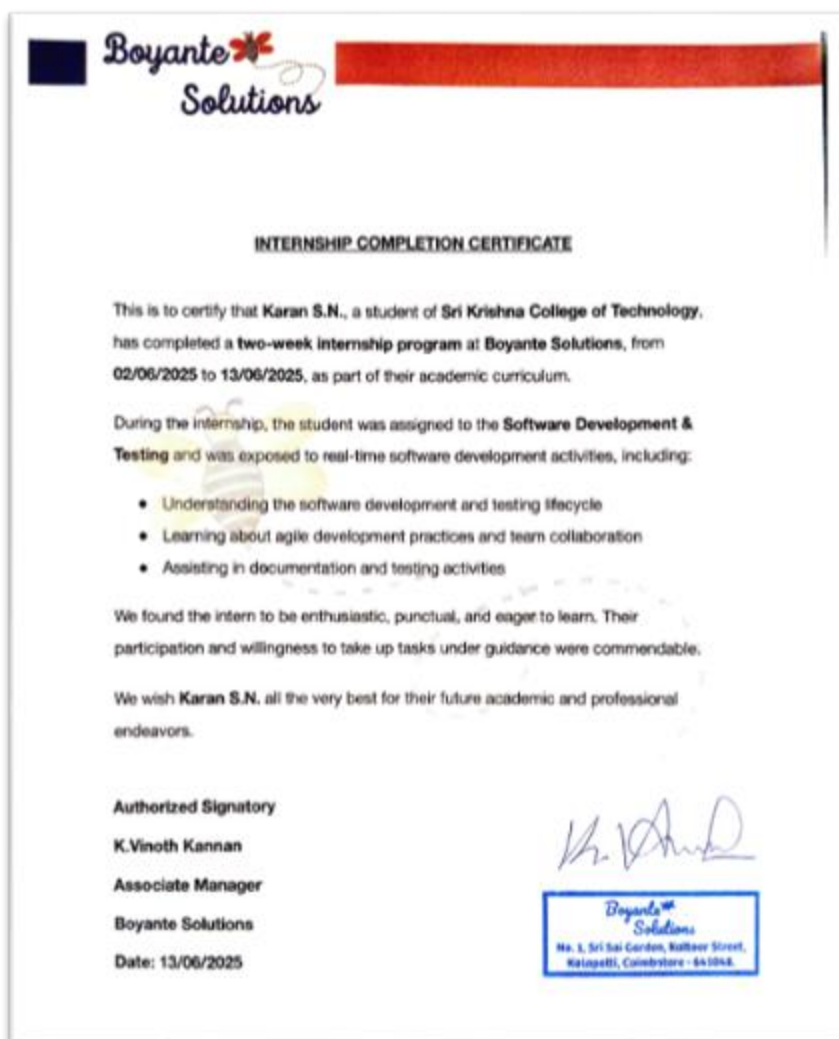 Boyante
Solutions
INTERNSHIP COMPLETION CERTIFICATE
This is to certify that Karan S.N., a student of Sri Krishna College of Technology,
has completed a two-week internship program at Boyante Solutions, from
02/06/2025 to 13/06/2025, as part of their academic curriculum.
During the internship, the student was assigned to the Software Development &
Testing and was exposed to real-time software development activities, including:
● Understanding the software development and testing lifecycle
● Learning about agile development practices and team collaboration
● Assisting in documentation and testing activities
We found the intern to be enthusiastic, punctual, and eager to learn. Their
participation and willingness to take up tasks under guidance were commendable.
We wish Karan S.N. all the very best for their future academic and professional
endeavors.
Authorized Signatory
K.Vinoth Kannan
Associate Manager
Boyante Solutions
Date: 13/06/2025
Boyante
Solutions
No. 1, Sri Sai Garden, Street,
Kalapatti, Coimbatore - 641048.